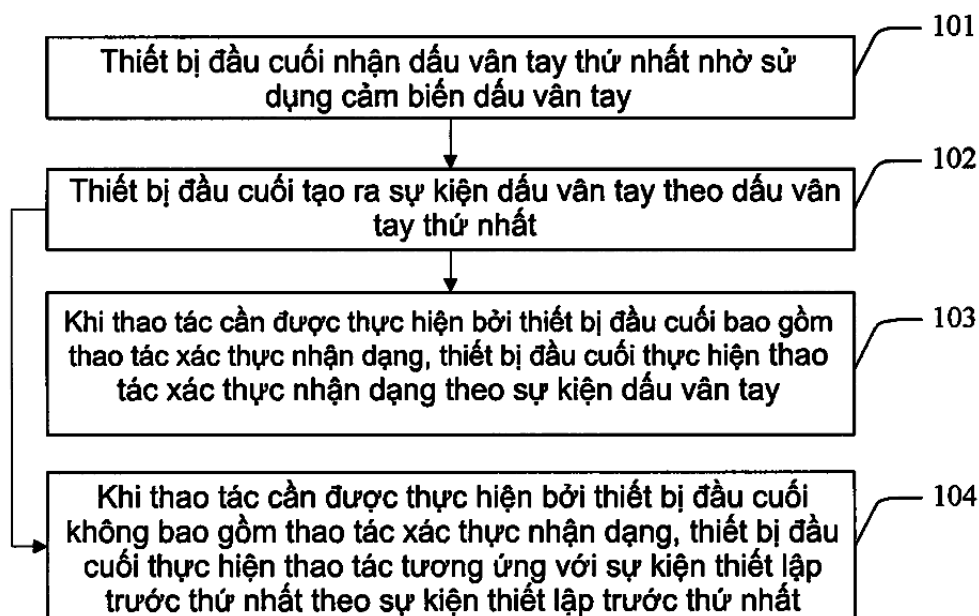 101
Thiết bị đầu cuối nhận dấu vân tay thứ nhất nhờ sử
dụng cảm biến dấu vân tay
102
Thiết bị đầu cuối tạo ra sự kiện dấu vân tay theo dấu vân
tay thứ nhất
103
Khi thao tác cần được thực hiện bởi thiết bị đầu cuối bao gồm
thao tác xác thực nhận dạng, thiết bị đầu cuối thực hiện thao
tác xác thực nhận dạng theo sự kiện dấu vân tay
104
Khi thao tác cần được thực hiện bởi thiết bị đầu cuối
không bao gồm thao tác xác thực nhận dạng, thiết bị đầu
cuối thực hiện thao tác tương ứng với sự kiện thiết lập
trước thứ nhất theo sự kiện thiết lập trước thứ nhất